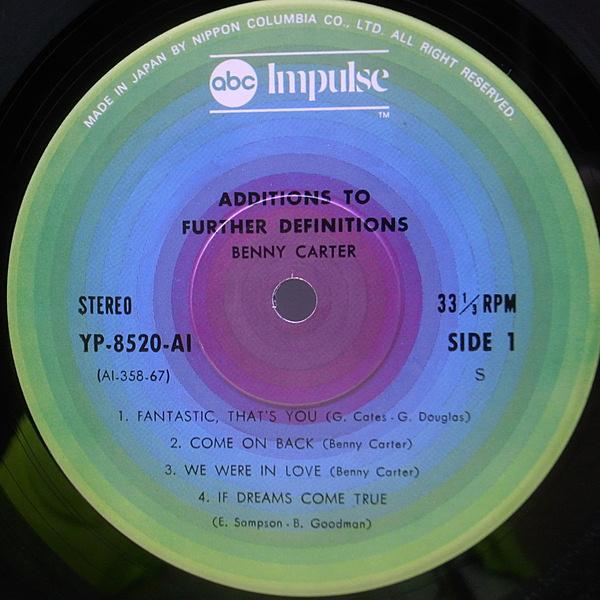 MADE IN JAPAN BY NIPPON COLUMBIA CO., LTD. ALL RIGHT RESERVED.
abc Impulse
TM
ADDITIONS TO
FURTHER DEFINITIONS
BENNY CARTER
STEREO
33 1/3 RPM
YP-8520-AI
SIDE 1
(AI-358-67)
S
1. FANTASTIC, THAT'S YOU (G. Cates - G. Douglas)
2. COME ON BACK (Benny Carter)
3. WE WERE IN LOVE (Benny Carter)
4. IF DREAMS COME TRUE
(E. Sampson - B. Goodman)